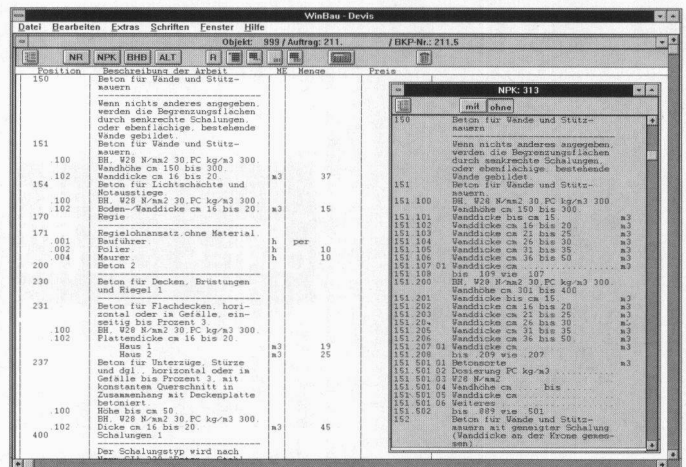 WinBau - Devis
Datei Bearbeiten Extras Schriften Fenster Hilfe
Objekt: 999 / Auftrag: 211. / BKP-Nr.: 211.5
NR NPK BHB ALT R
Position Beschreibung der Arbeit ME Menge Preis
150 Beton für Wände und Stütz-
mauern
Wenn nichts anderes angegeben,
werden die Begrenzungsflächen
durch senkrechte Schalungen,
oder ebenflächige, bestehende
Wände gebildet.
151 Beton für Wände und Stütz-
mauern
.100 BH, W28 N/mm2 30.PC kg/m3 300.
Wandhöhe cm 150 bis 300.
.102 Wanddicke cm 16 bis 20. m3 37
154 Beton für Lichtschächte und
Notausstiege
.100 BH, W28 N/mm2 30.PC kg/m3 300.
.102 Boden-/Wanddicke cm 16 bis 20. m3 15
170 Regie
171 Regielohnansatz.ohne Material.
.001 Bauführer. h per
.002 Polier. h 10
.004 Maurer. h 10
200 Beton 2
230 Beton für Decken, Brüstungen
und Riegel 1
231 Beton für Flachdecken, hori-
zontal oder im Gefälle, ein-
seitig bis Prozent 3.
.100 BH, W28 N/mm2 30.PC kg/m3 300.
.102 Plattendicke cm 16 bis 20.
Haus 1 m3 19
Haus 2 m3 25
237 Beton für Unterzüge, Stürze
und dgl., horizontal oder im
Gefälle bis Prozent 3, mit
konstantem Querschnitt in
Zusammenhang mit Deckenplatte
betoniert.
.100 Höhe bis cm 50.
BH, W28 N/mm2 30.PC kg/m3 300.
.102 Dicke cm 16 bis 20. m3 45
400 Schalungen 1
Der Schalungstyp wird nach
NPK: 313
mit ohne
150 Beton für Wände und Stütz-
mauern
Wenn nichts anderes angegeben,
werden die Begrenzungsflächen
durch senkrechte Schalungen,
oder ebenflächige, bestehende
Wände gebildet.
151 Beton für Wände und Stütz-
mauern.
151.100 BH, W28 N/mm2 30.PC kg/m3 300
Wandhöhe cm 150 bis 300.
151.101 Wanddicke bis cm 15. m3
151.102 Wanddicke cm 16 bis 20 m3
151.103 Wanddicke cm 21 bis 25 m3
151.104 Wanddicke cm 26 bis 30 m3
151.105 Wanddicke cm 31 bis 35 m3
151.106 Wanddicke cm 36 bis 50 m3
151.107 01 Wanddicke cm .......... m3
151.108 bis .109 wie .107
151.200 BH, W28 N/mm2 30.PC kg/m3 300.
Wandhöhe cm 301 bis 400
151.201 Wanddicke bis cm 15. m3
151.202 Wanddicke cm 16 bis 20 m3
151.203 Wanddicke cm 21 bis 25 m3
Wanddicke cm 26 bis 30
151.205 Wanddicke cm 31 bis 35 m3
151.206 Wanddicke cm 36 bis 50 m3
151.207 01 Wanddicke cm .......... m3
151.208 bis .209 wie .207
151.501 01 Betonsorte m3
151.501 02 Dosierung PC kg/m3 ......
151.501 03 W28 N/mm2
151.501 04 Wandhöhe cm .... bis ....
151.501 05 Wanddicke cm
151.501 06 Weiteres
151.502 bis .889 wie .501
152 Beton für Wände und Stütz-
mauern mit geneigter Schalung
(Wanddicke an der Krone gemes-
sen)